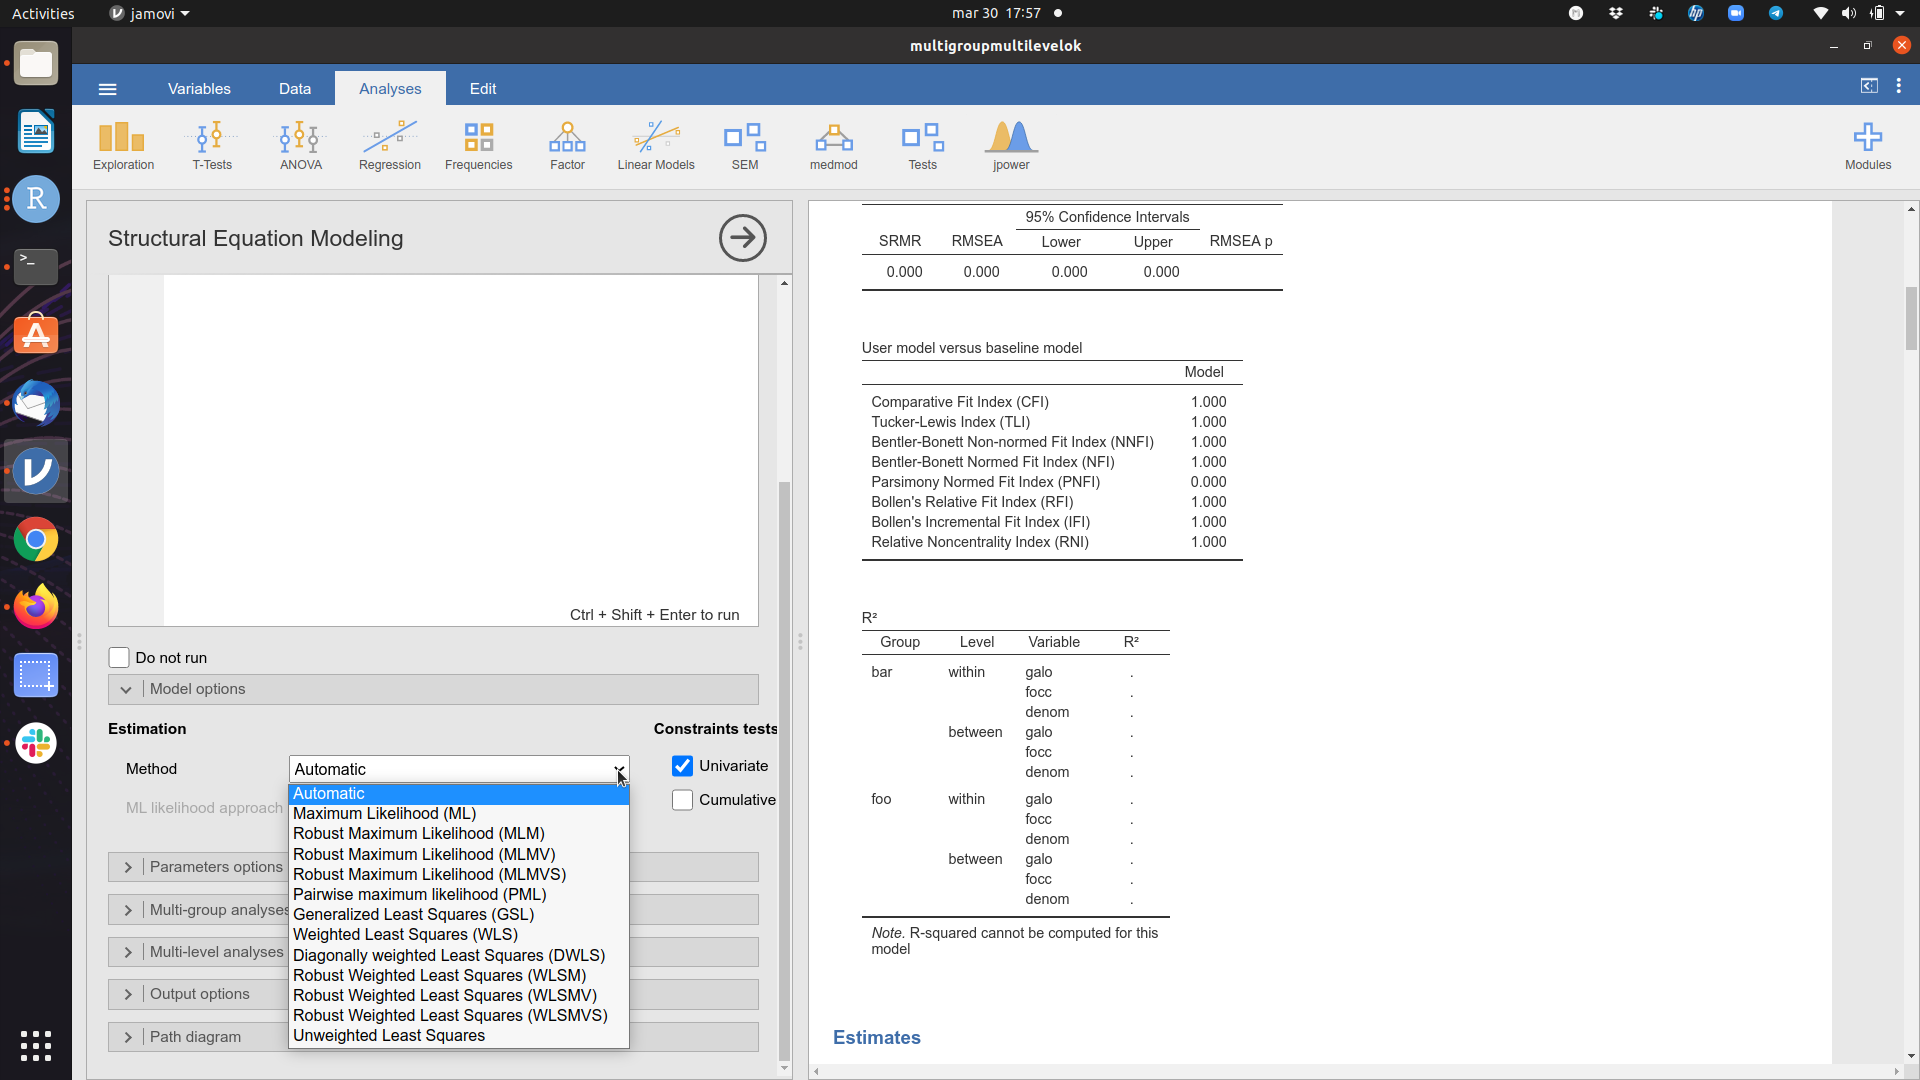 Activities
jamovi
mar 30 17:57
multigroupmultilevelok
Variables
Data
Analyses
Edit
Exploration
T-Tests
ANOVA
Regression
Frequencies
Factor
Linear Models
SEM
medmod
Tests
jpower
Modules
Structural Equation Modeling
Ctrl + Shift + Enter to run
Do not run
Model options
Estimation
Constraints tests
Method
Automatic
Univariate
ML likelihood approach
Cumulative
Automatic
Maximum Likelihood (ML)
Robust Maximum Likelihood (MLM)
Robust Maximum Likelihood (MLMV)
Robust Maximum Likelihood (MLMVS)
Pairwise maximum likelihood (PML)
Generalized Least Squares (GSL)
Weighted Least Squares (WLS)
Diagonally weighted Least Squares (DWLS)
Robust Weighted Least Squares (WLSM)
Robust Weighted Least Squares (WLSMV)
Robust Weighted Least Squares (WLSMVS)
Unweighted Least Squares
Parameters options
Multi-group analyses
Multi-level analyses
Output options
Path diagram
95% Confidence Intervals
SRMR RMSEA Lower Upper RMSEA p
0.000 0.000 0.000 0.000
User model versus baseline model
Model
Comparative Fit Index (CFI) 1.000
Tucker-Lewis Index (TLI) 1.000
Bentler-Bonett Non-normed Fit Index (NNFI) 1.000
Bentler-Bonett Normed Fit Index (NFI) 1.000
Parsimony Normed Fit Index (PNFI) 0.000
Bollen's Relative Fit Index (RFI) 1.000
Bollen's Incremental Fit Index (IFI) 1.000
Relative Noncentrality Index (RNI) 1.000
R²
Group Level Variable R²
bar within galo .
focc .
denom .
between galo .
focc .
denom .
foo within galo .
focc .
denom .
between galo .
focc .
denom .
Note. R-squared cannot be computed for this
model
Estimates